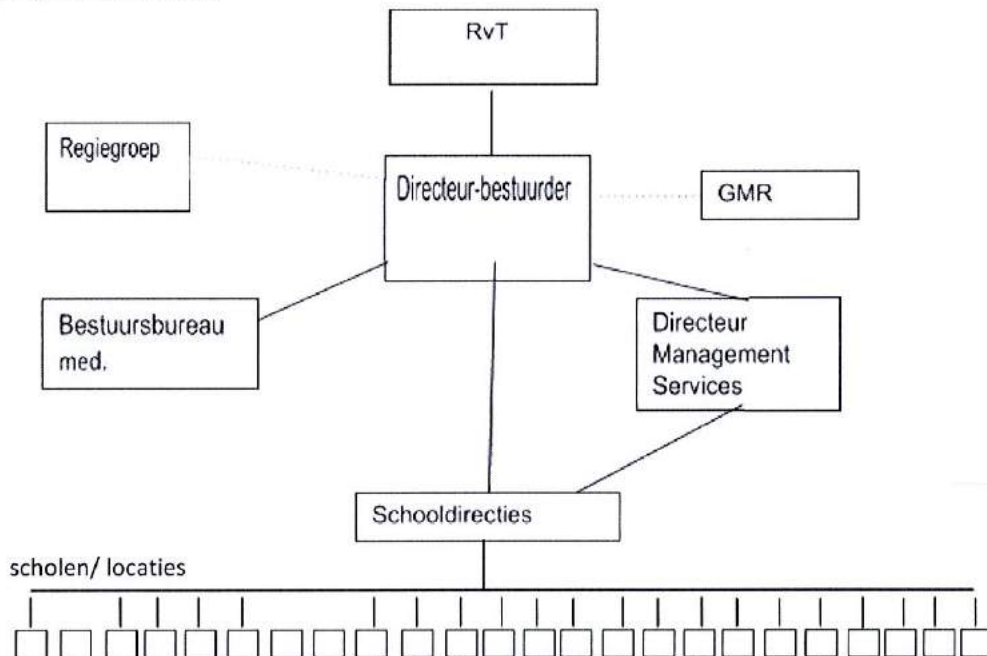 RvT
Regiegroep
Directeur-bestuurder
GMR
Bestuursbureau
med.
Directeur
Management
Services
Schooldirecties
scholen/ locaties